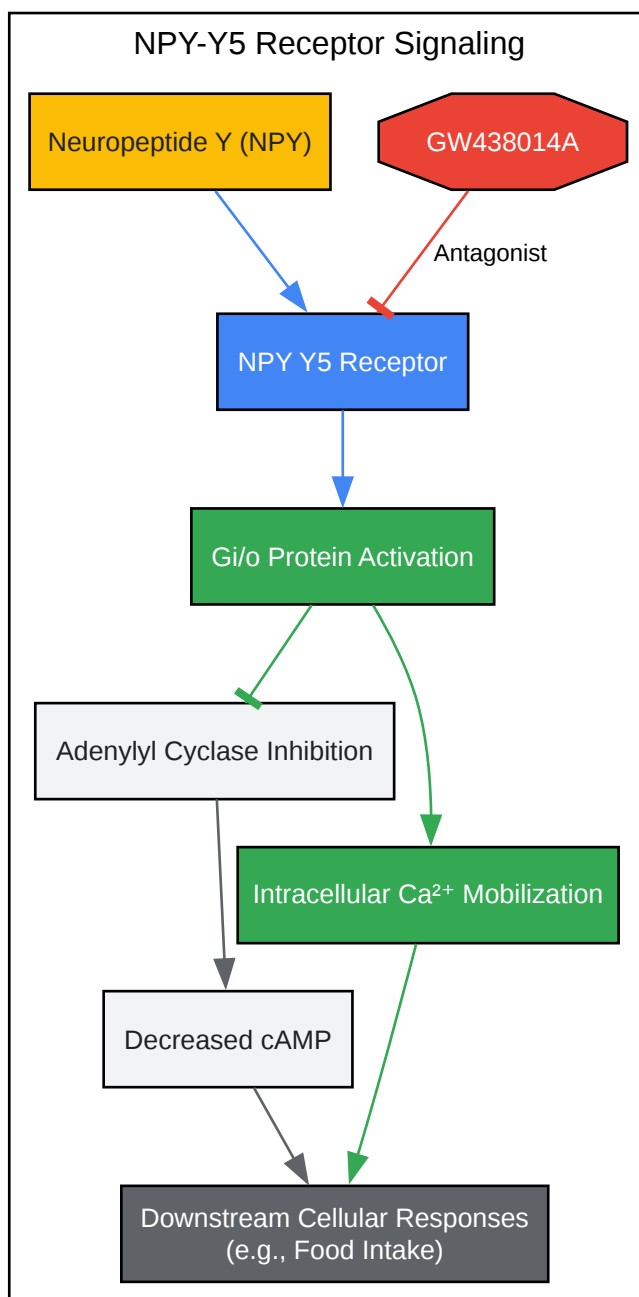 NPY-Y5 Receptor Signaling
Neuropeptide Y (NPY)
GW438014A
Antagonist
NPY Y5 Receptor
Gi/o Protein Activation
Adenylyl Cyclase Inhibition
Intracellular Ca²⁺ Mobilization
Decreased cAMP
Downstream Cellular Responses
(e.g., Food Intake)